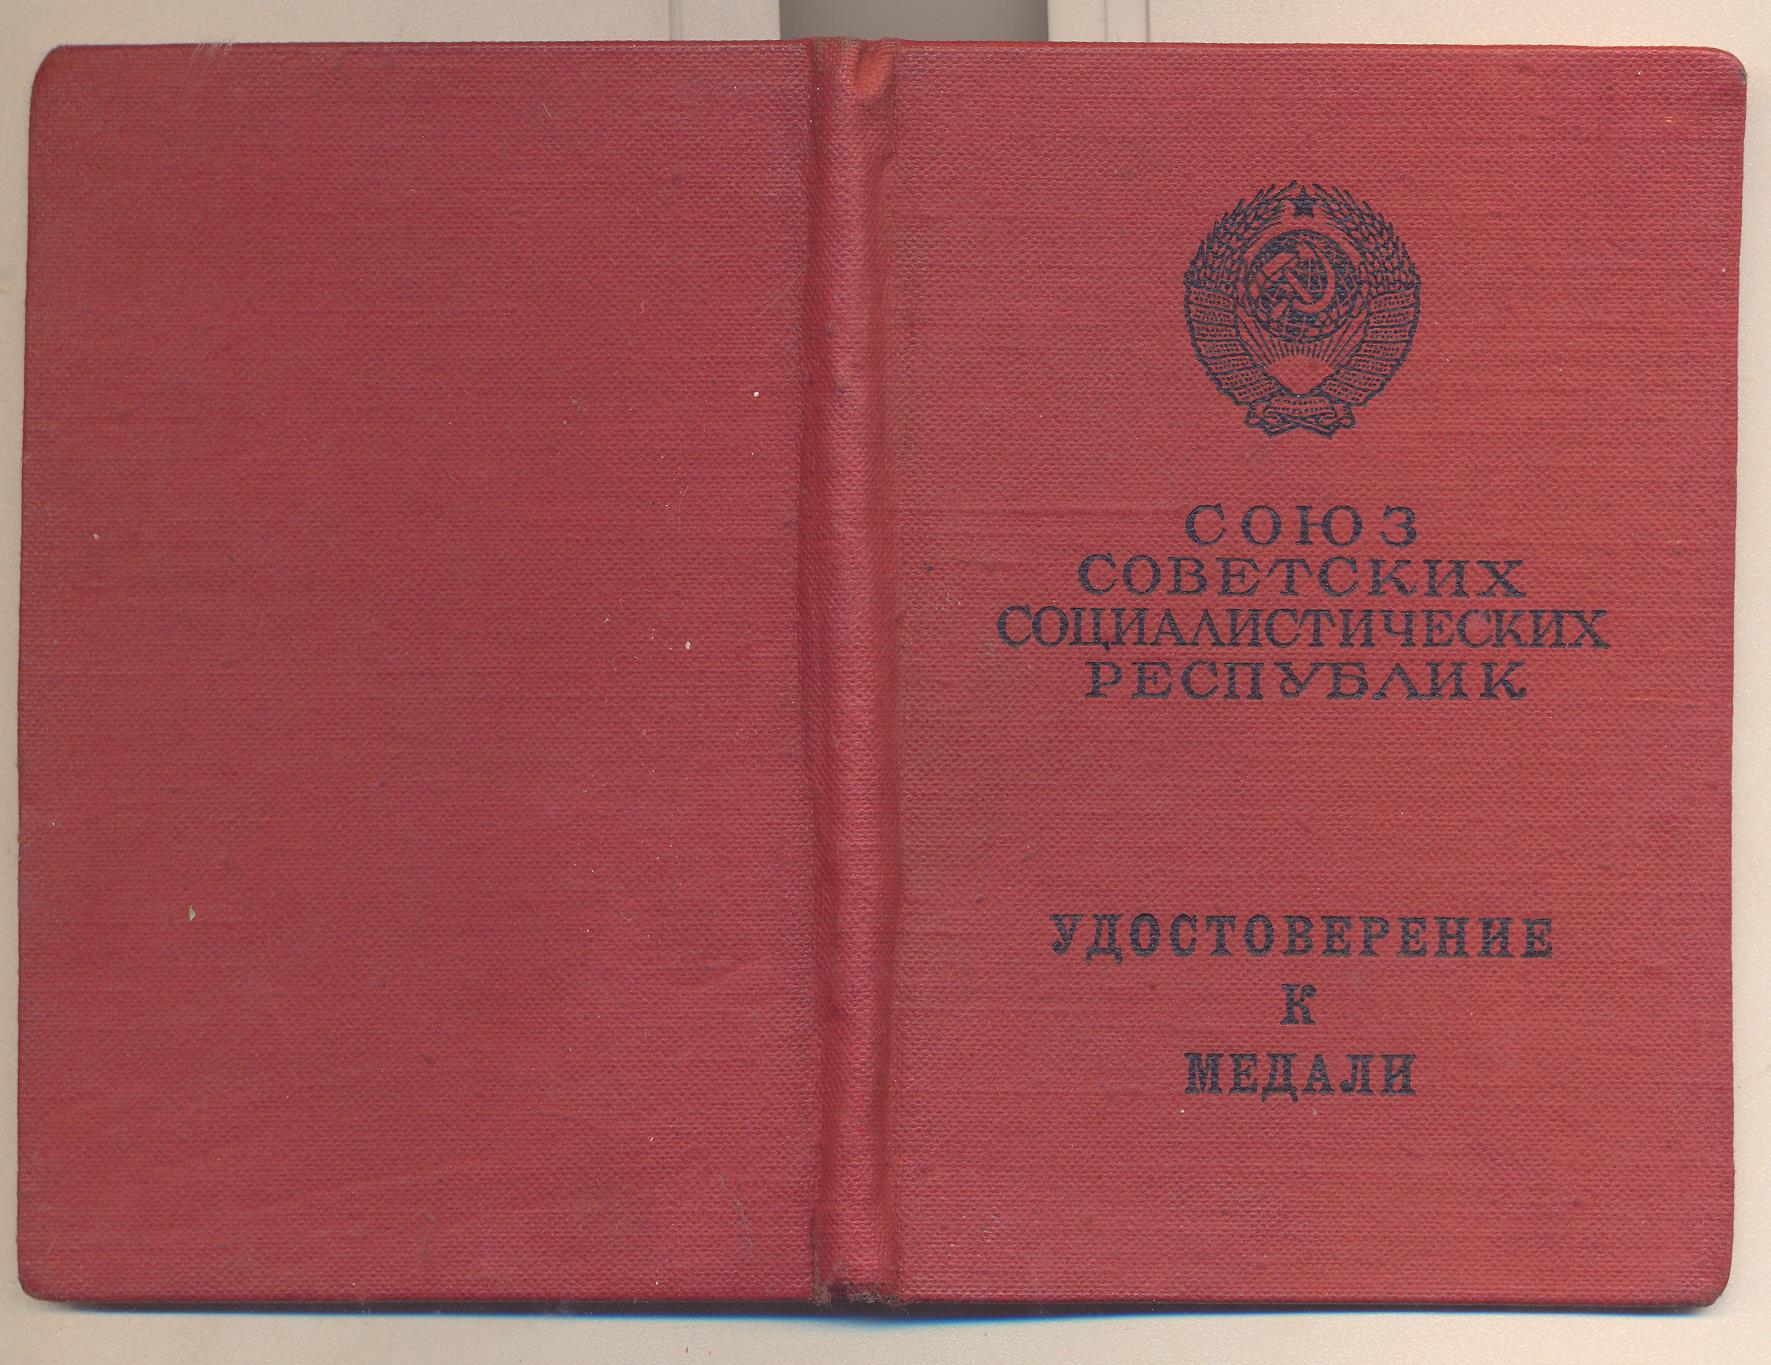 СОЮЗ
СОВЕТСКИХ
СОЦИАЛИСТИЧЕСКИХ
РЕСПУБЛИК
УДОСТОВЕРЕНИЕ
К
МЕДАЛИ